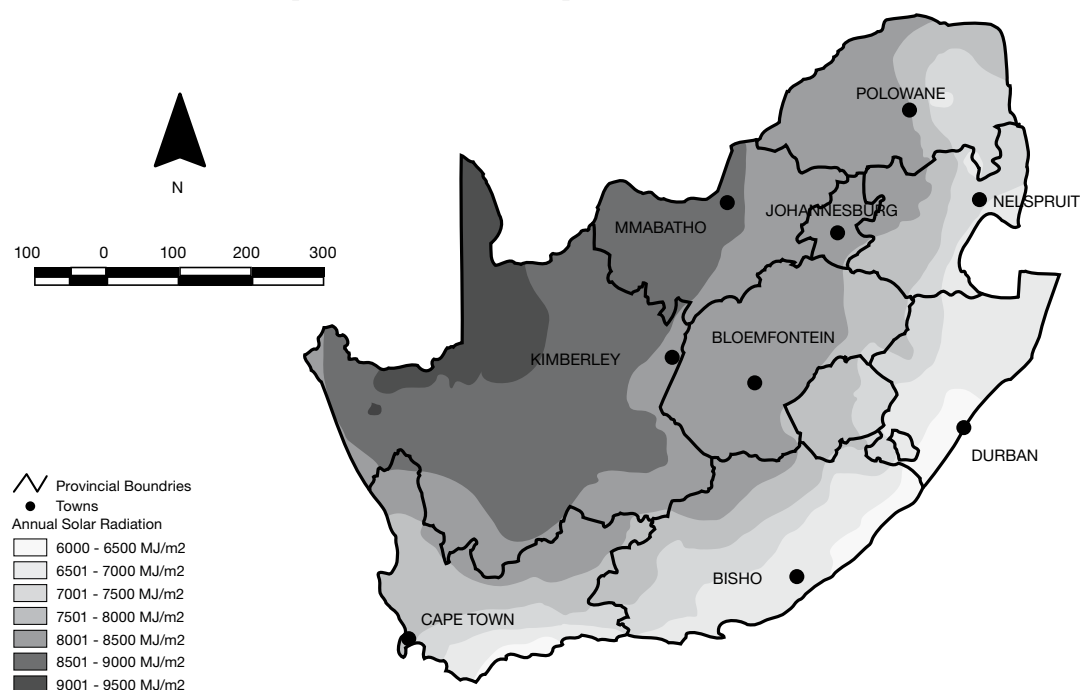 POLOWANE
N
NELSPRUIT
JOHANNESBURG
MMABATHO
100 0 100 200 300
BLOEMFONTEIN
KIMBERLEY
DURBAN
Provincial Boundries
Towns
Annual Solar Radiation
6000 - 6500 MJ/m2
6501 - 7000 MJ/m2
7001 - 7500 MJ/m2
7501 - 8000 MJ/m2
8001 - 8500 MJ/m2
8501 - 9000 MJ/m2
9001 - 9500 MJ/m2
BISHO
CAPE TOWN